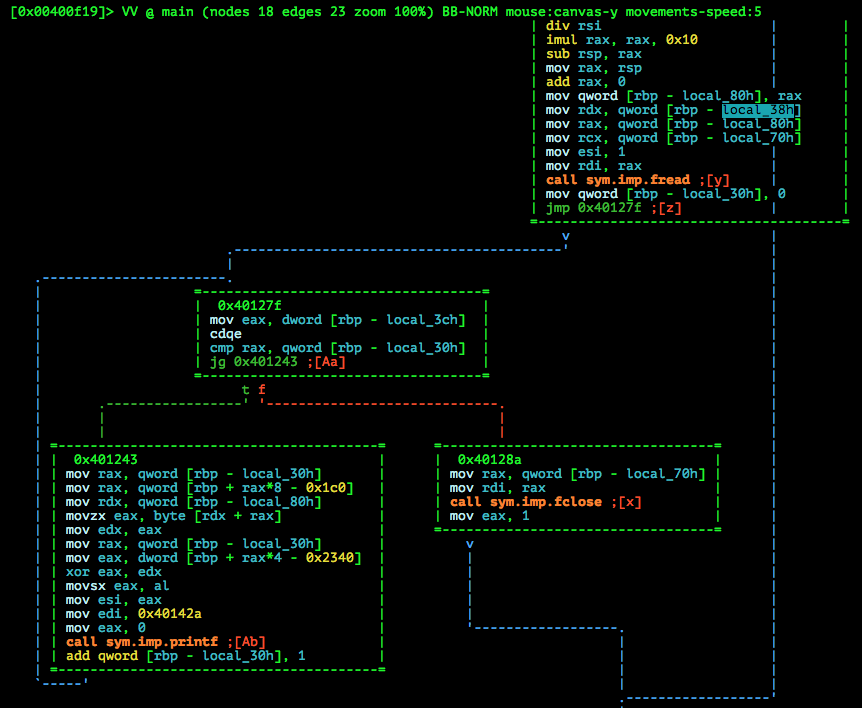 [0x00400f19]> VV @ main (nodes 18 edges 23 zoom 100%) BB-NORM mouse:canvas-y movements-speed:5
div rsi
imul rax, rax, 0x10
sub rsp, rax
mov rax, rsp
add rax, 0
mov qword [rbp - local_80h], rax
mov rdx, qword [rbp - local_38h]
mov rax, qword [rbp - local_80h]
mov rcx, qword [rbp - local_70h]
mov esi, 1
mov rdi, rax
call sym.imp.fread ;[y]
mov qword [rbp - local_30h], 0
jmp 0x40127f ;[z]
v
0x40127f
mov eax, dword [rbp - local_3ch]
cdqe
cmp rax, qword [rbp - local_30h]
jg 0x401243 ;[Aa]
t f
0x401243
mov rax, qword [rbp - local_30h]
mov rax, qword [rbp + rax*8 - 0x1c0]
mov rdx, qword [rbp - local_80h]
movzx eax, byte [rdx + rax]
mov edx, eax
mov rax, qword [rbp - local_30h]
mov eax, dword [rbp + rax*4 - 0x2340]
xor eax, edx
movsx eax, al
mov esi, eax
mov edi, 0x40142a
mov eax, 0
call sym.imp.printf ;[Ab]
add qword [rbp - local_30h], 1
0x40128a
mov rax, qword [rbp - local_70h]
mov rdi, rax
call sym.imp.fclose ;[x]
mov eax, 1
v